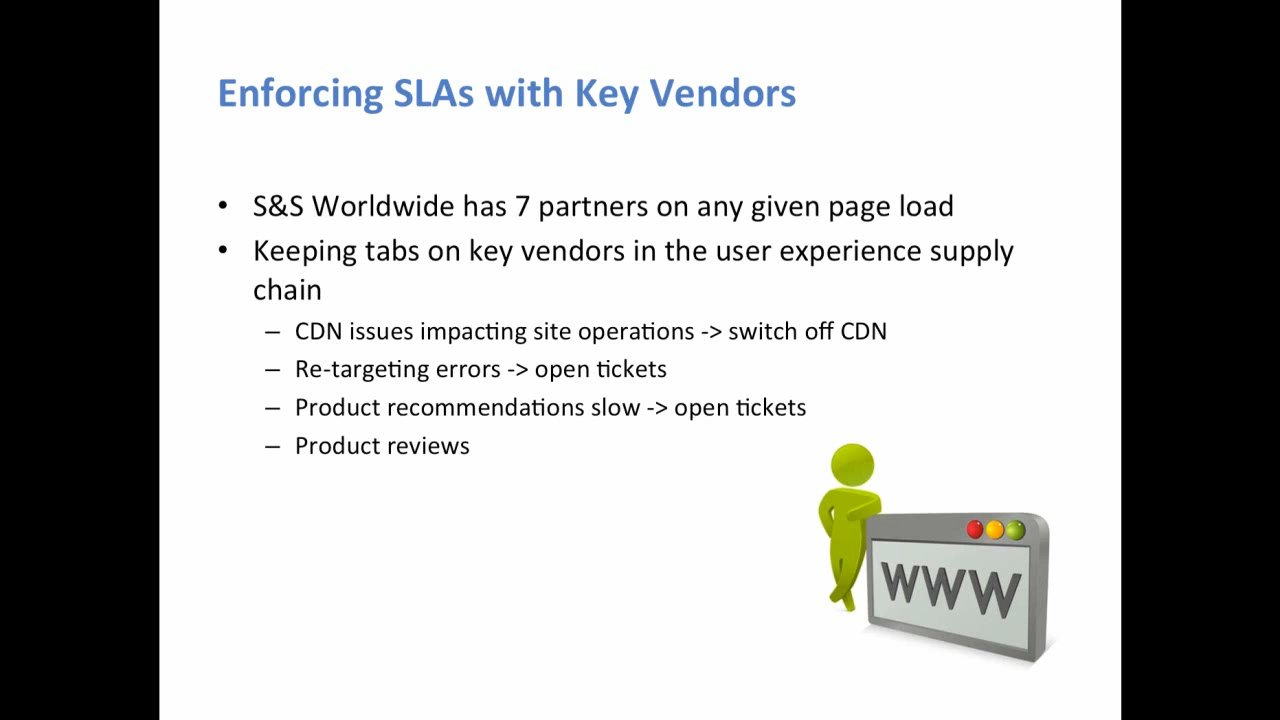 Enforcing SLAs with Key Vendors
• S&S Worldwide has 7 partners on any given page load
• Keeping tabs on key vendors in the user experience supply
chain
– CDN issues impacting site operations -> switch off CDN
– Re-targeting errors -> open tickets
– Product recommendations slow -> open tickets
– Product reviews
WWW